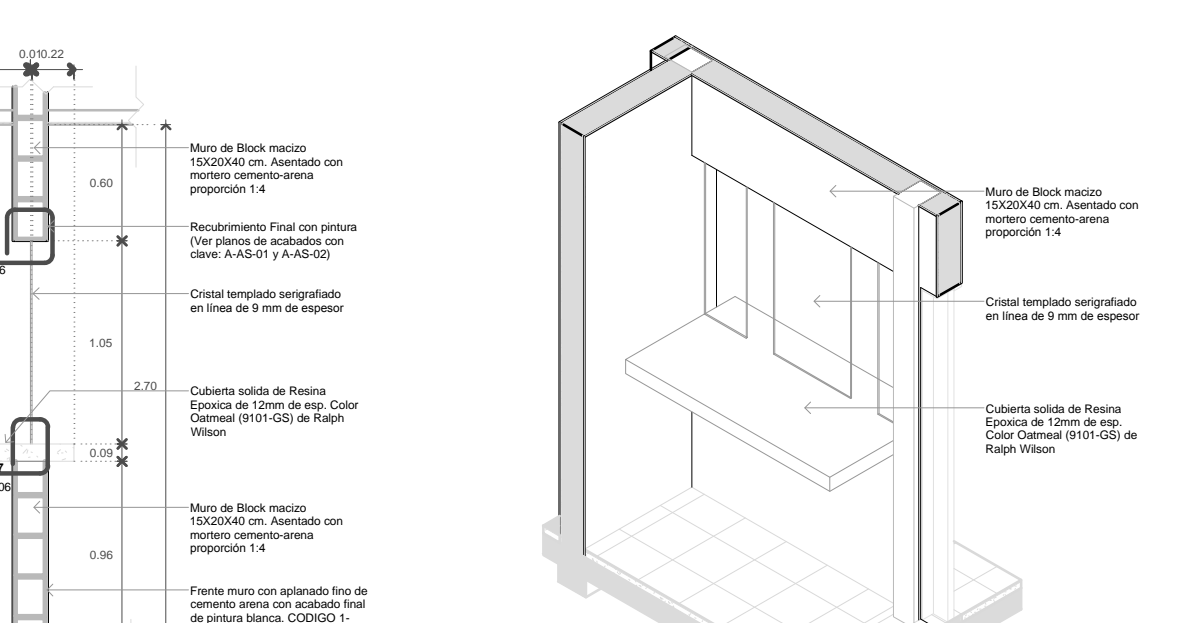 0.010.22
Muro de Block macizo
15X20X40 cm. Asentado con
mortero cemento-arena
proporción 1:4
0.60
Recubrimiento Final con pintura
(Ver planos de acabados con
clave: A-AS-01 y A-AS-02)
6
Cristal templado serigrafiado
en línea de 9 mm de espesor
1.05
2.70
Cubierta solida de Resina
Epoxica de 12mm de esp. Color
Oatmeal (9101-GS) de Ralph
Wilson
0.09
7
06
Muro de Block macizo
15X20X40 cm. Asentado con
mortero cemento-arena
proporción 1:4
0.96
Frente muro con aplanado fino de
cemento arena con acabado final
de pintura blanca. CODIGO 1-
Muro de Block macizo
15X20X40 cm. Asentado con
mortero cemento-arena
proporción 1:4
Cristal templado serigrafiado
en línea de 9 mm de espesor
Cubierta solida de Resina
Epoxica de 12mm de esp.
Color Oatmeal (9101-GS) de
Ralph Wilson